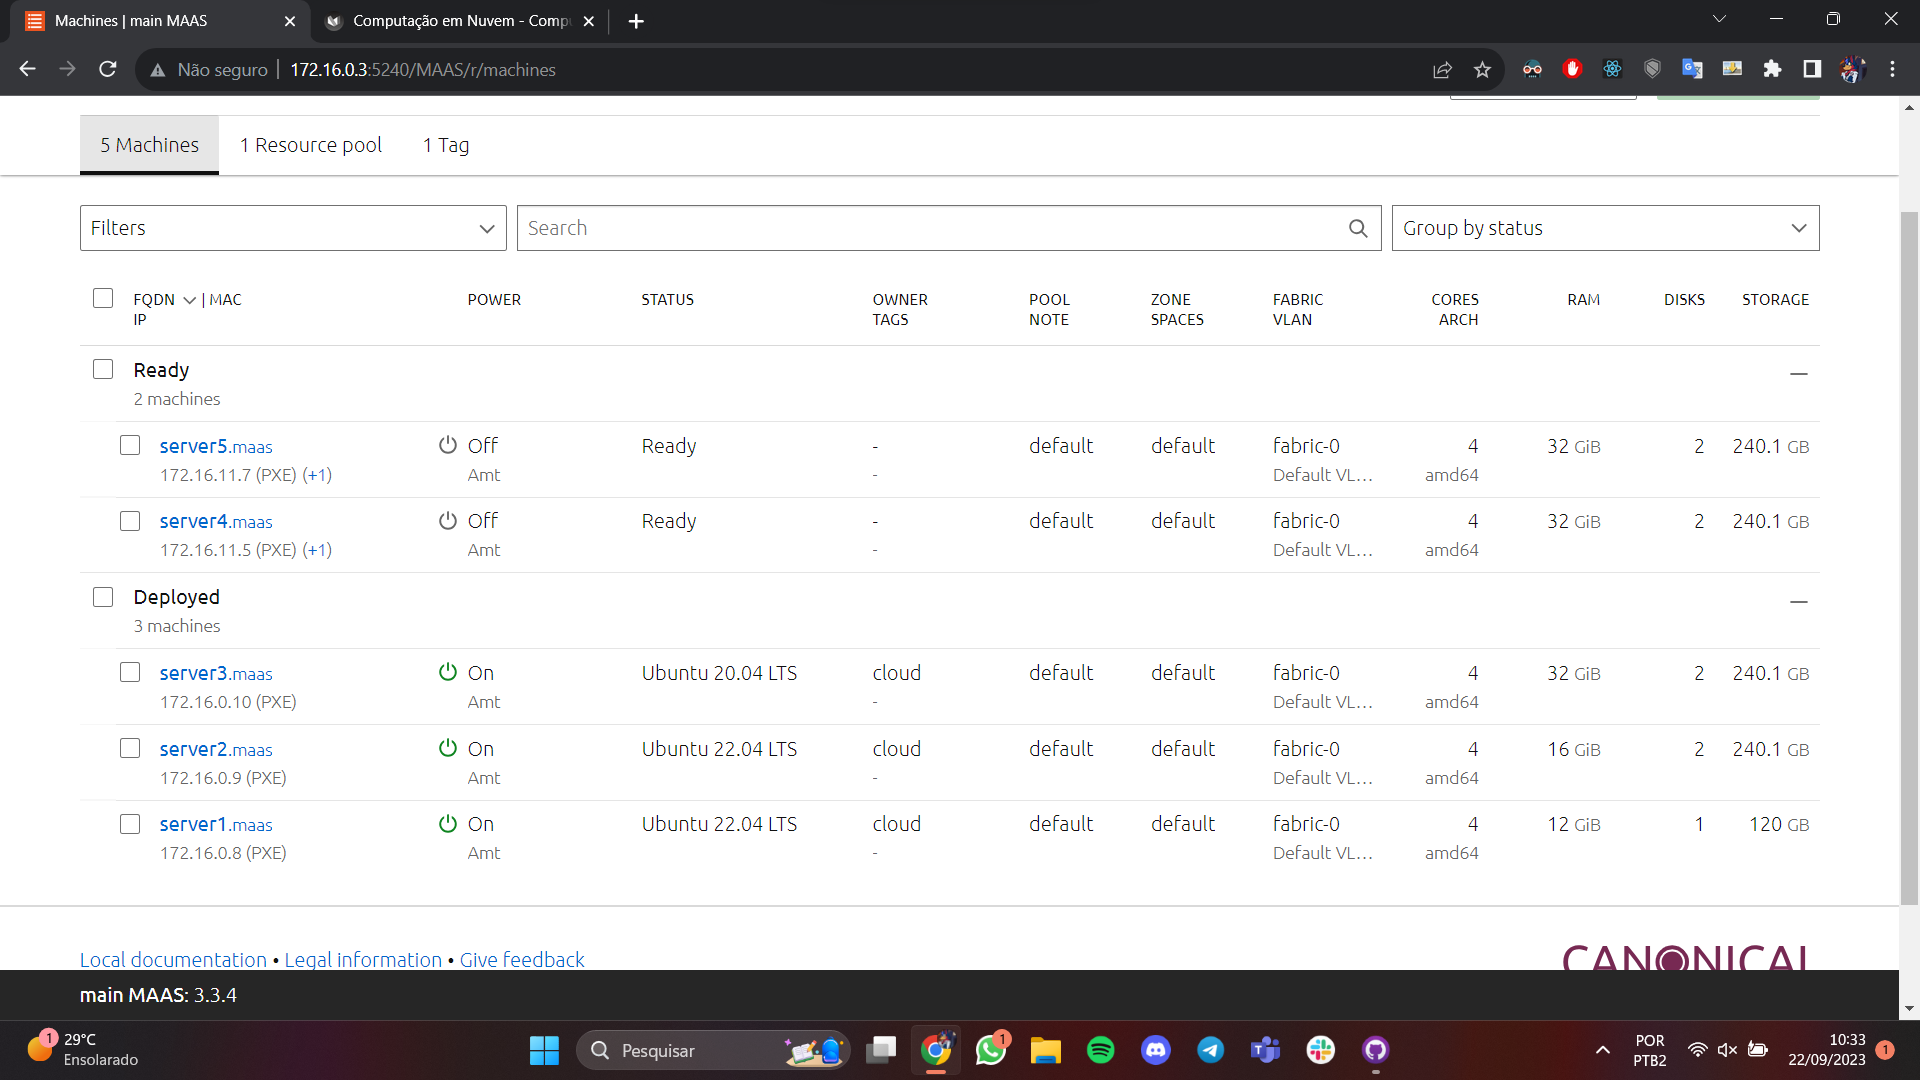 Machines | main MAAS
Computação em Nuvem - Comp
Não seguro | 172.16.0.3:5240/MAAS/r/machines
5 Machines
1 Resource pool
1 Tag
Filters
Search
Group by status
FQDN | MAC POWER STATUS OWNER POOL ZONE FABRIC CORES RAM DISKS STORAGE
IP TAGS NOTE SPACES VLAN ARCH
Ready
2 machines
server5.maas Off Ready - default default fabric-0 4 32 GiB 2 240.1 GB
172.16.11.7 (PXE) (+1) Amt - Default VL... amd64
server4.maas Off Ready - default default fabric-0 4 32 GiB 2 240.1 GB
172.16.11.5 (PXE) (+1) Amt - Default VL... amd64
Deployed
3 machines
server3.maas On Ubuntu 20.04 LTS cloud default default fabric-0 4 32 GiB 2 240.1 GB
172.16.0.10 (PXE) Amt - Default VL... amd64
server2.maas On Ubuntu 22.04 LTS cloud default default fabric-0 4 16 GiB 2 240.1 GB
172.16.0.9 (PXE) Amt - Default VL... amd64
server1.maas On Ubuntu 22.04 LTS cloud default default fabric-0 4 12 GiB 1 120 GB
172.16.0.8 (PXE) Amt - Default VL... amd64
Local documentation • Legal information • Give feedback
CANONICAL
main MAAS: 3.3.4
1
29°C
Ensolarado
Pesquisar
1
POR
PTB2
10:33
22/09/2023
1